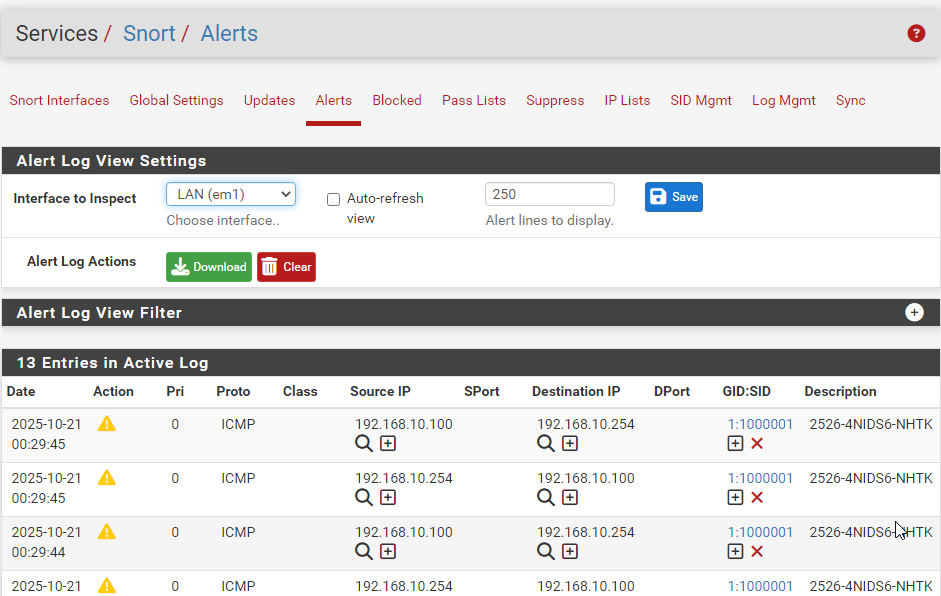 Services / Snort / Alerts
Snort Interfaces Global Settings Updates Alerts Blocked Pass Lists Suppress IP Lists SID Mgmt Log Mgmt Sync
Alert Log View Settings
Interface to Inspect LAN (em1) Auto-refresh view 250 Save
Choose interface.. Alert lines to display.
Alert Log Actions Download Clear
Alert Log View Filter
13 Entries in Active Log
Date Action Pri Proto Class Source IP SPort Destination IP DPort GID:SID Description
2025-10-21 0 ICMP 192.168.10.100 192.168.10.254 1:1000001 2526-4NIDS6-NHTK
00:29:45
2025-10-21 0 ICMP 192.168.10.254 192.168.10.100 1:1000001 2526-4NIDS6-NHTK
00:29:45
2025-10-21 0 ICMP 192.168.10.100 192.168.10.254 1:1000001 2526-4NIDS6-NHTK
00:29:44
2025-10-21 0 ICMP 192.168.10.254 192.168.10.100 1:1000001 2526-4NIDS6-NHTK